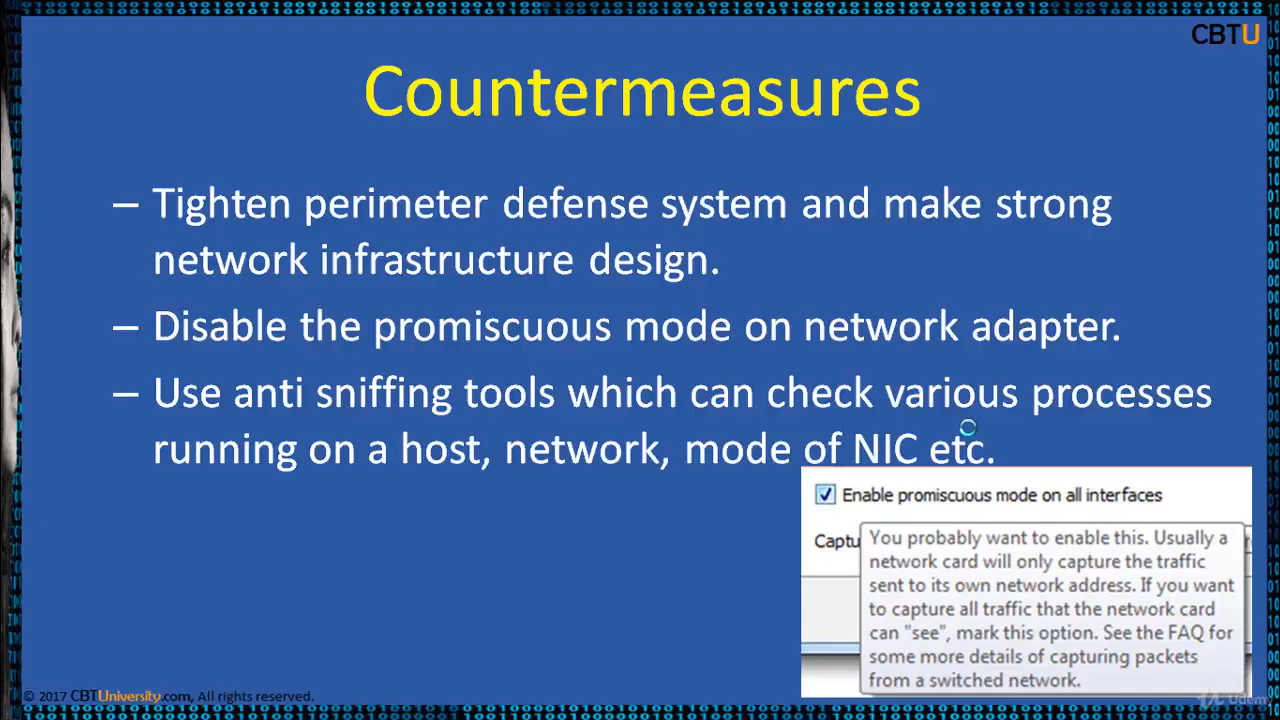 CBTU
Countermeasures
– Tighten perimeter defense system and make strong
network infrastructure design.
– Disable the promiscuous mode on network adapter.
– Use anti sniffing tools which can check various processes
running on a host, network, mode of NIC etc.
Enable promiscuous mode on all interfaces
Captu
You probably want to enable this. Usually a
network card will only capture the traffic
sent to its own network address. If you want
to capture all traffic that the network card
can "see", mark this option. See the FAQ for
some more details of capturing packets
from a switched network.
© 2017 CBTUniversity.com, All rights reserved.
Udemy